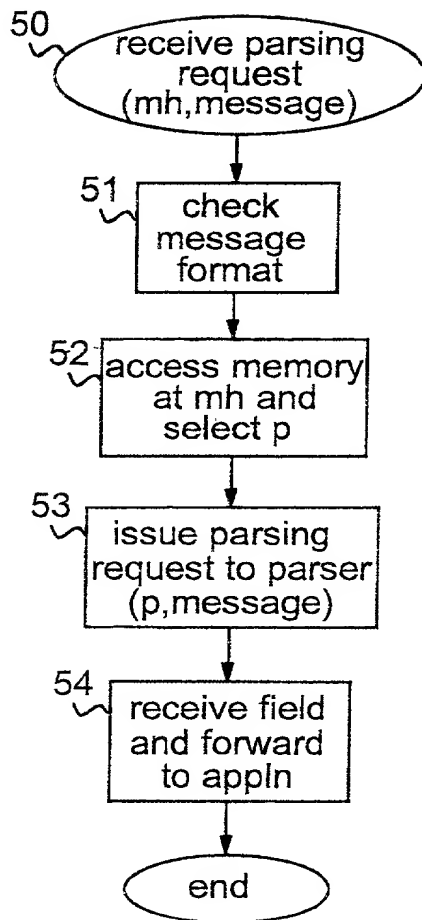 50
receive parsing
request
(mh,message)
51
check
message
format
52
access memory
at mh and
select p
53
issue parsing
request to parser
(p,message)
54
receive field
and forward
to appln
end